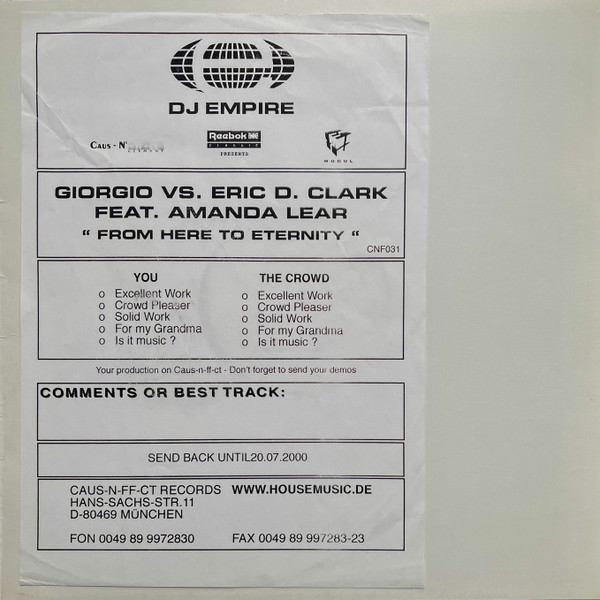 DJ EMPIRE
CAUS - N'
Reebok
CLASSIC
PRESENTS
MODUL
GIORGIO VS. ERIC D. CLARK
FEAT. AMANDA LEAR
“ FROM HERE TO ETERNITY “
CNF031
YOU
o Excellent Work
o Crowd Pleaser
o Solid Work
o For my Grandma
o Is it music ?
THE CROWD
o Excellent Work
o Crowd Pleaser
o Solid Work
o For my Grandma
o Is it music ?
Your production on Caus-n-ff-ct - Don't forget to send your demos
COMMENTS OR BEST TRACK:
SEND BACK UNTIL20.07.2000
CAUS-N-FF-CT RECORDS WWW.HOUSEMUSIC.DE
HANS-SACHS-STR.11
D-80469 MÜNCHEN
FON 0049 89 9972830 FAX 0049 89 997283-23